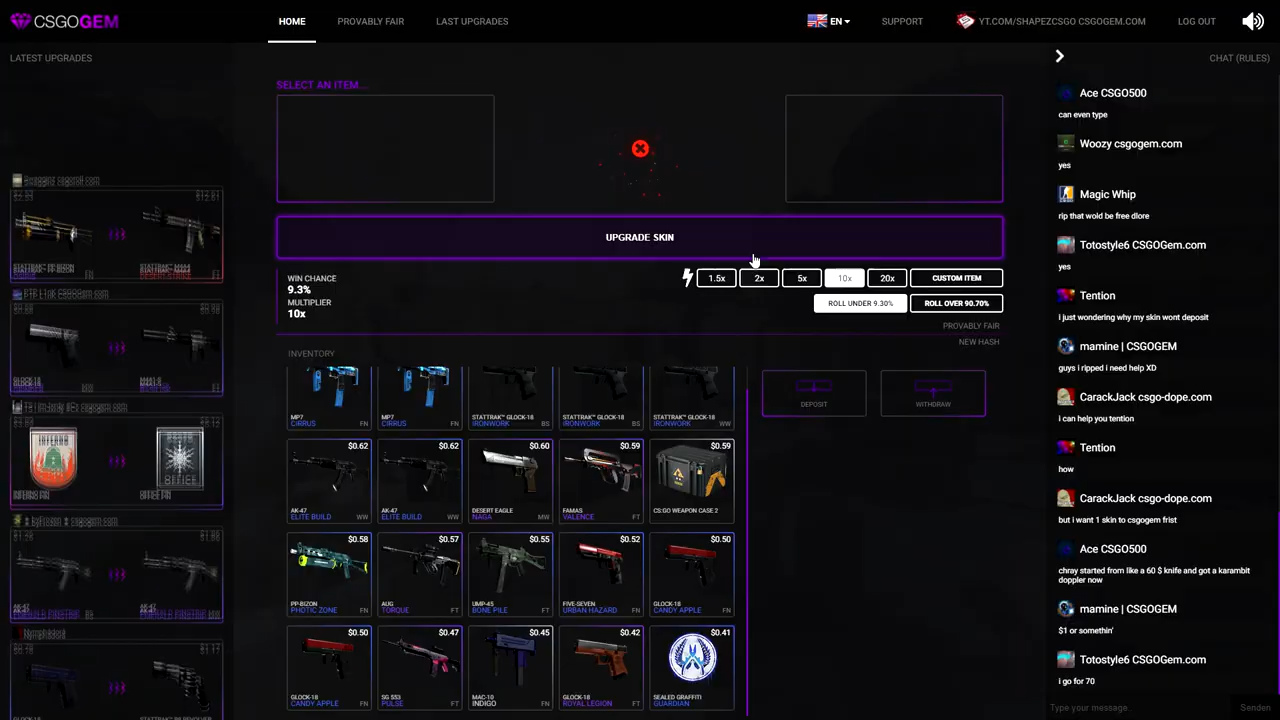 CSGOGEM
HOME
PROVABLY FAIR
LAST UPGRADES
EN
SUPPORT
YT.COM/SHAPEZCSGO CSGOGEM.COM
LOG OUT
LATEST UPGRADES
SELECT AN ITEM...
UPGRADE SKIN
WIN CHANCE
9.3%
MULTIPLIER
10x
1.5x
2x
5x
10x
20x
CUSTOM ITEM
ROLL UNDER 9.30%
ROLL OVER 90.70%
PROVABLY FAIR
NEW HASH
INVENTORY
DEPOSIT
WITHDRAW
MP7
CIRRUS FN
MP7
CIRRUS FN
STATTRAK™ GLOCK-18
IRONWORK BS
STATTRAK™ GLOCK-18
IRONWORK BS
STATTRAK™ GLOCK-18
IRONWORK WW
$0.62
AK-47
ELITE BUILD WW
$0.62
AK-47
ELITE BUILD WW
$0.60
DESERT EAGLE
NAGA MW
$0.59
FAMAS
VALENCE FT
$0.59
CS:GO WEAPON CASE 2
$0.58
PP-BIZON
PHOTIC ZONE FN
$0.57
AUG
TORQUE FT
$0.55
UMP-45
BONE PILE FT
$0.52
FIVE-SEVEN
URBAN HAZARD FN
$0.50
GLOCK-18
CANDY APPLE FN
$0.50
GLOCK-18
CANDY APPLE FN
$0.47
SG 553
PULSE FT
$0.45
MAC-10
INDIGO FN
$0.42
GLOCK-18
ROYAL LEGION FT
$0.41
SEALED GRAFFITI
GUARDIAN
CHAT (RULES)
Ace CSGO500
can even type
Woozy csgogem.com
yes
Magic Whip
rip that wold be free dlore
Totostyle6 CSGOGem.com
yes
Tention
i just wondering why my skin wont deposit
mamine | CSGOGEM
guys i ripped i need help XD
CarackJack csgo-dope.com
i can help you tention
Tention
how
CarackJack csgo-dope.com
but i want 1 skin to csgogem frist
Ace CSGO500
chray started from like a 60 $ knife and got a karambit
doppler now
mamine | CSGOGEM
$1 or somethin'
Totostyle6 CSGOGem.com
i go for 70
Type your message...
Senden